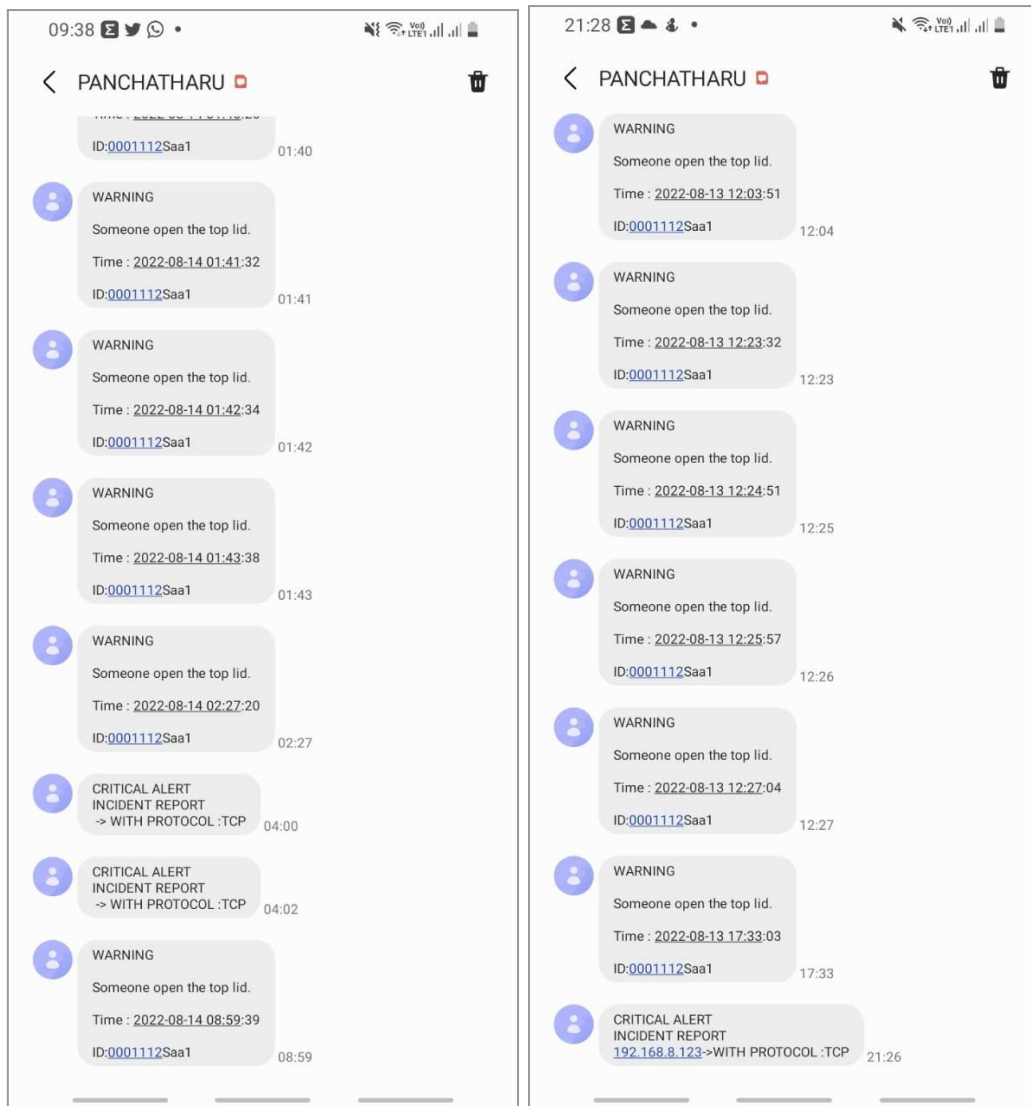 09:38
PANCHATHARU
ID:0001112Saa1
01:40
WARNING
Someone open the top lid.
Time : 2022-08-14 01:41:32
ID:0001112Saa1
01:41
WARNING
Someone open the top lid.
Time : 2022-08-14 01:42:34
ID:0001112Saa1
01:42
WARNING
Someone open the top lid.
Time : 2022-08-14 01:43:38
ID:0001112Saa1
01:43
WARNING
Someone open the top lid.
Time : 2022-08-14 02:27:20
ID:0001112Saa1
02:27
CRITICAL ALERT
INCIDENT REPORT
-> WITH PROTOCOL :TCP
04:00
CRITICAL ALERT
INCIDENT REPORT
-> WITH PROTOCOL :TCP
04:02
WARNING
Someone open the top lid.
Time : 2022-08-14 08:59:39
ID:0001112Saa1
08:59
21:28
PANCHATHARU
WARNING
Someone open the top lid.
Time : 2022-08-13 12:03:51
ID:0001112Saa1
12:04
WARNING
Someone open the top lid.
Time : 2022-08-13 12:23:32
ID:0001112Saa1
12:23
WARNING
Someone open the top lid.
Time : 2022-08-13 12:24:51
ID:0001112Saa1
12:25
WARNING
Someone open the top lid.
Time : 2022-08-13 12:25:57
ID:0001112Saa1
12:26
WARNING
Someone open the top lid.
Time : 2022-08-13 12:27:04
ID:0001112Saa1
12:27
WARNING
Someone open the top lid.
Time : 2022-08-13 17:33:03
ID:0001112Saa1
17:33
CRITICAL ALERT
INCIDENT REPORT
192.168.8.123->WITH PROTOCOL :TCP
21:26